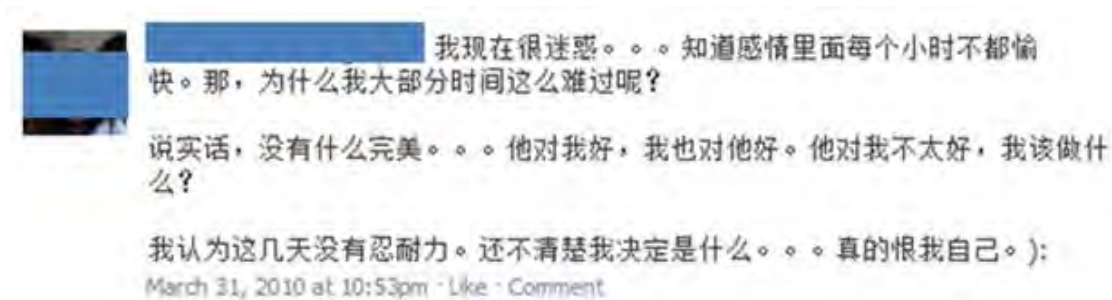 我现在很迷惑。。。知道感情里面每个小时不都愉
快。那，为什么我大部分时间这么难过呢？
说实话，没有什么完美。。。他对我好，我也对他好。他对我不太好，我该做什
么？
我认为这几天没有忍耐力。还不清楚我决定是什么。。。真的恨我自己。):
March 31, 2010 at 10:53pm · Like · Comment